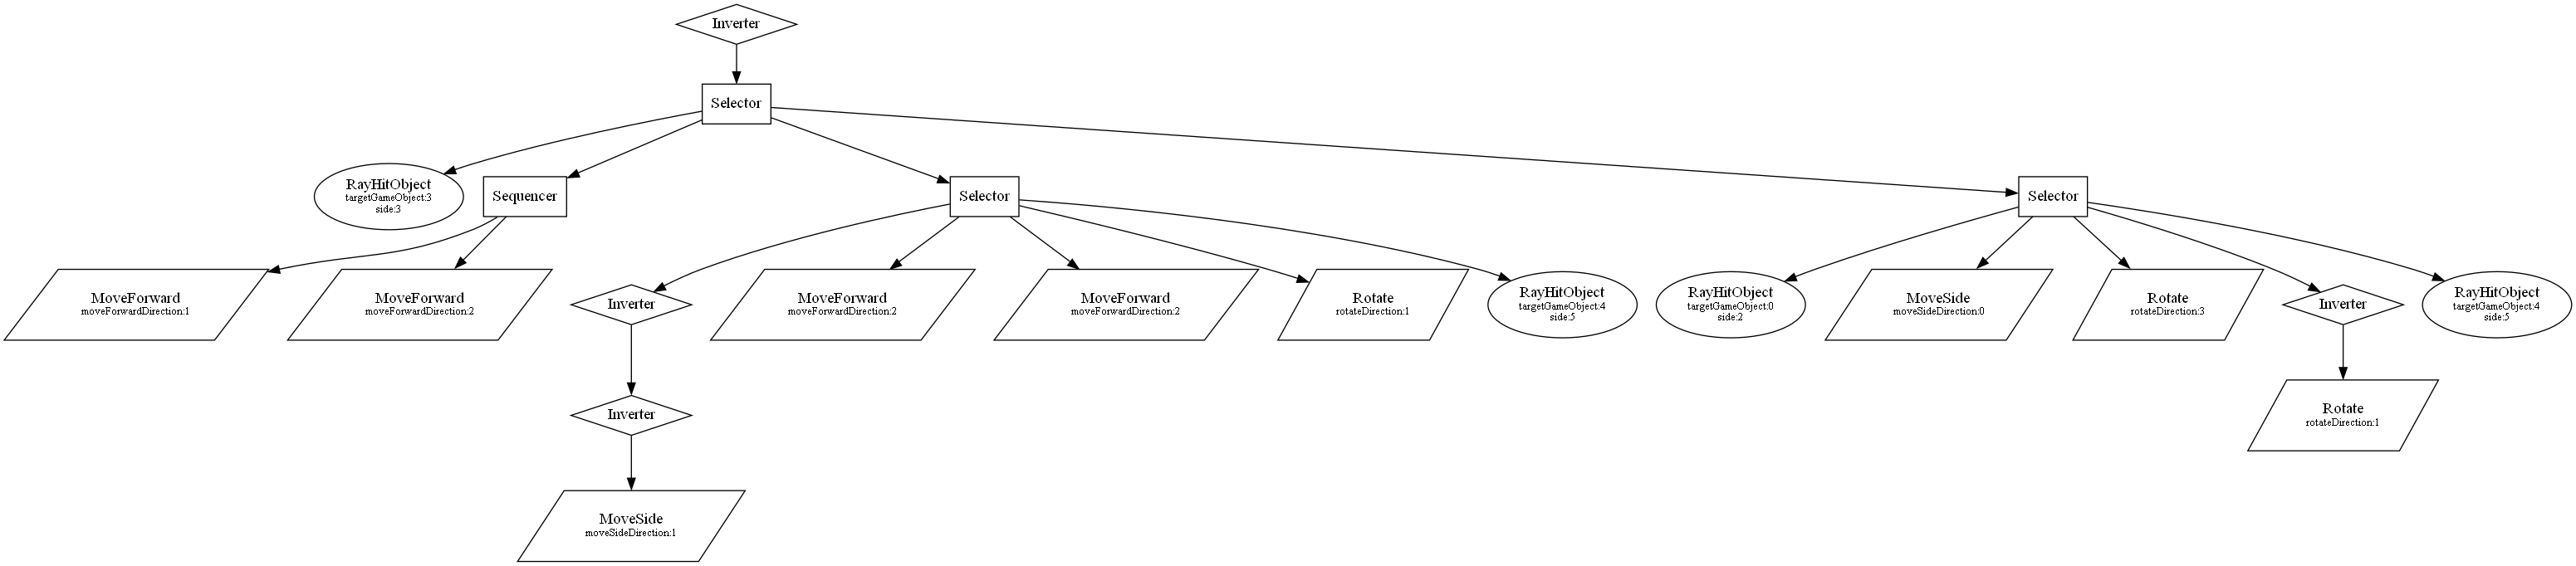 Inverter
Selector
RayHitObject
targetGameObject:3
side:3
Sequencer
Selector
Selector
MoveForward
moveForwardDirection:1
MoveForward
moveForwardDirection:2
Inverter
MoveForward
moveForwardDirection:2
MoveForward
moveForwardDirection:2
Rotate
rotateDirection:1
RayHitObject
targetGameObject:4
side:5
RayHitObject
targetGameObject:0
side:2
MoveSide
moveSideDirection:0
Rotate
rotateDirection:3
Inverter
RayHitObject
targetGameObject:4
side:5
Inverter
Rotate
rotateDirection:1
MoveSide
moveSideDirection:1